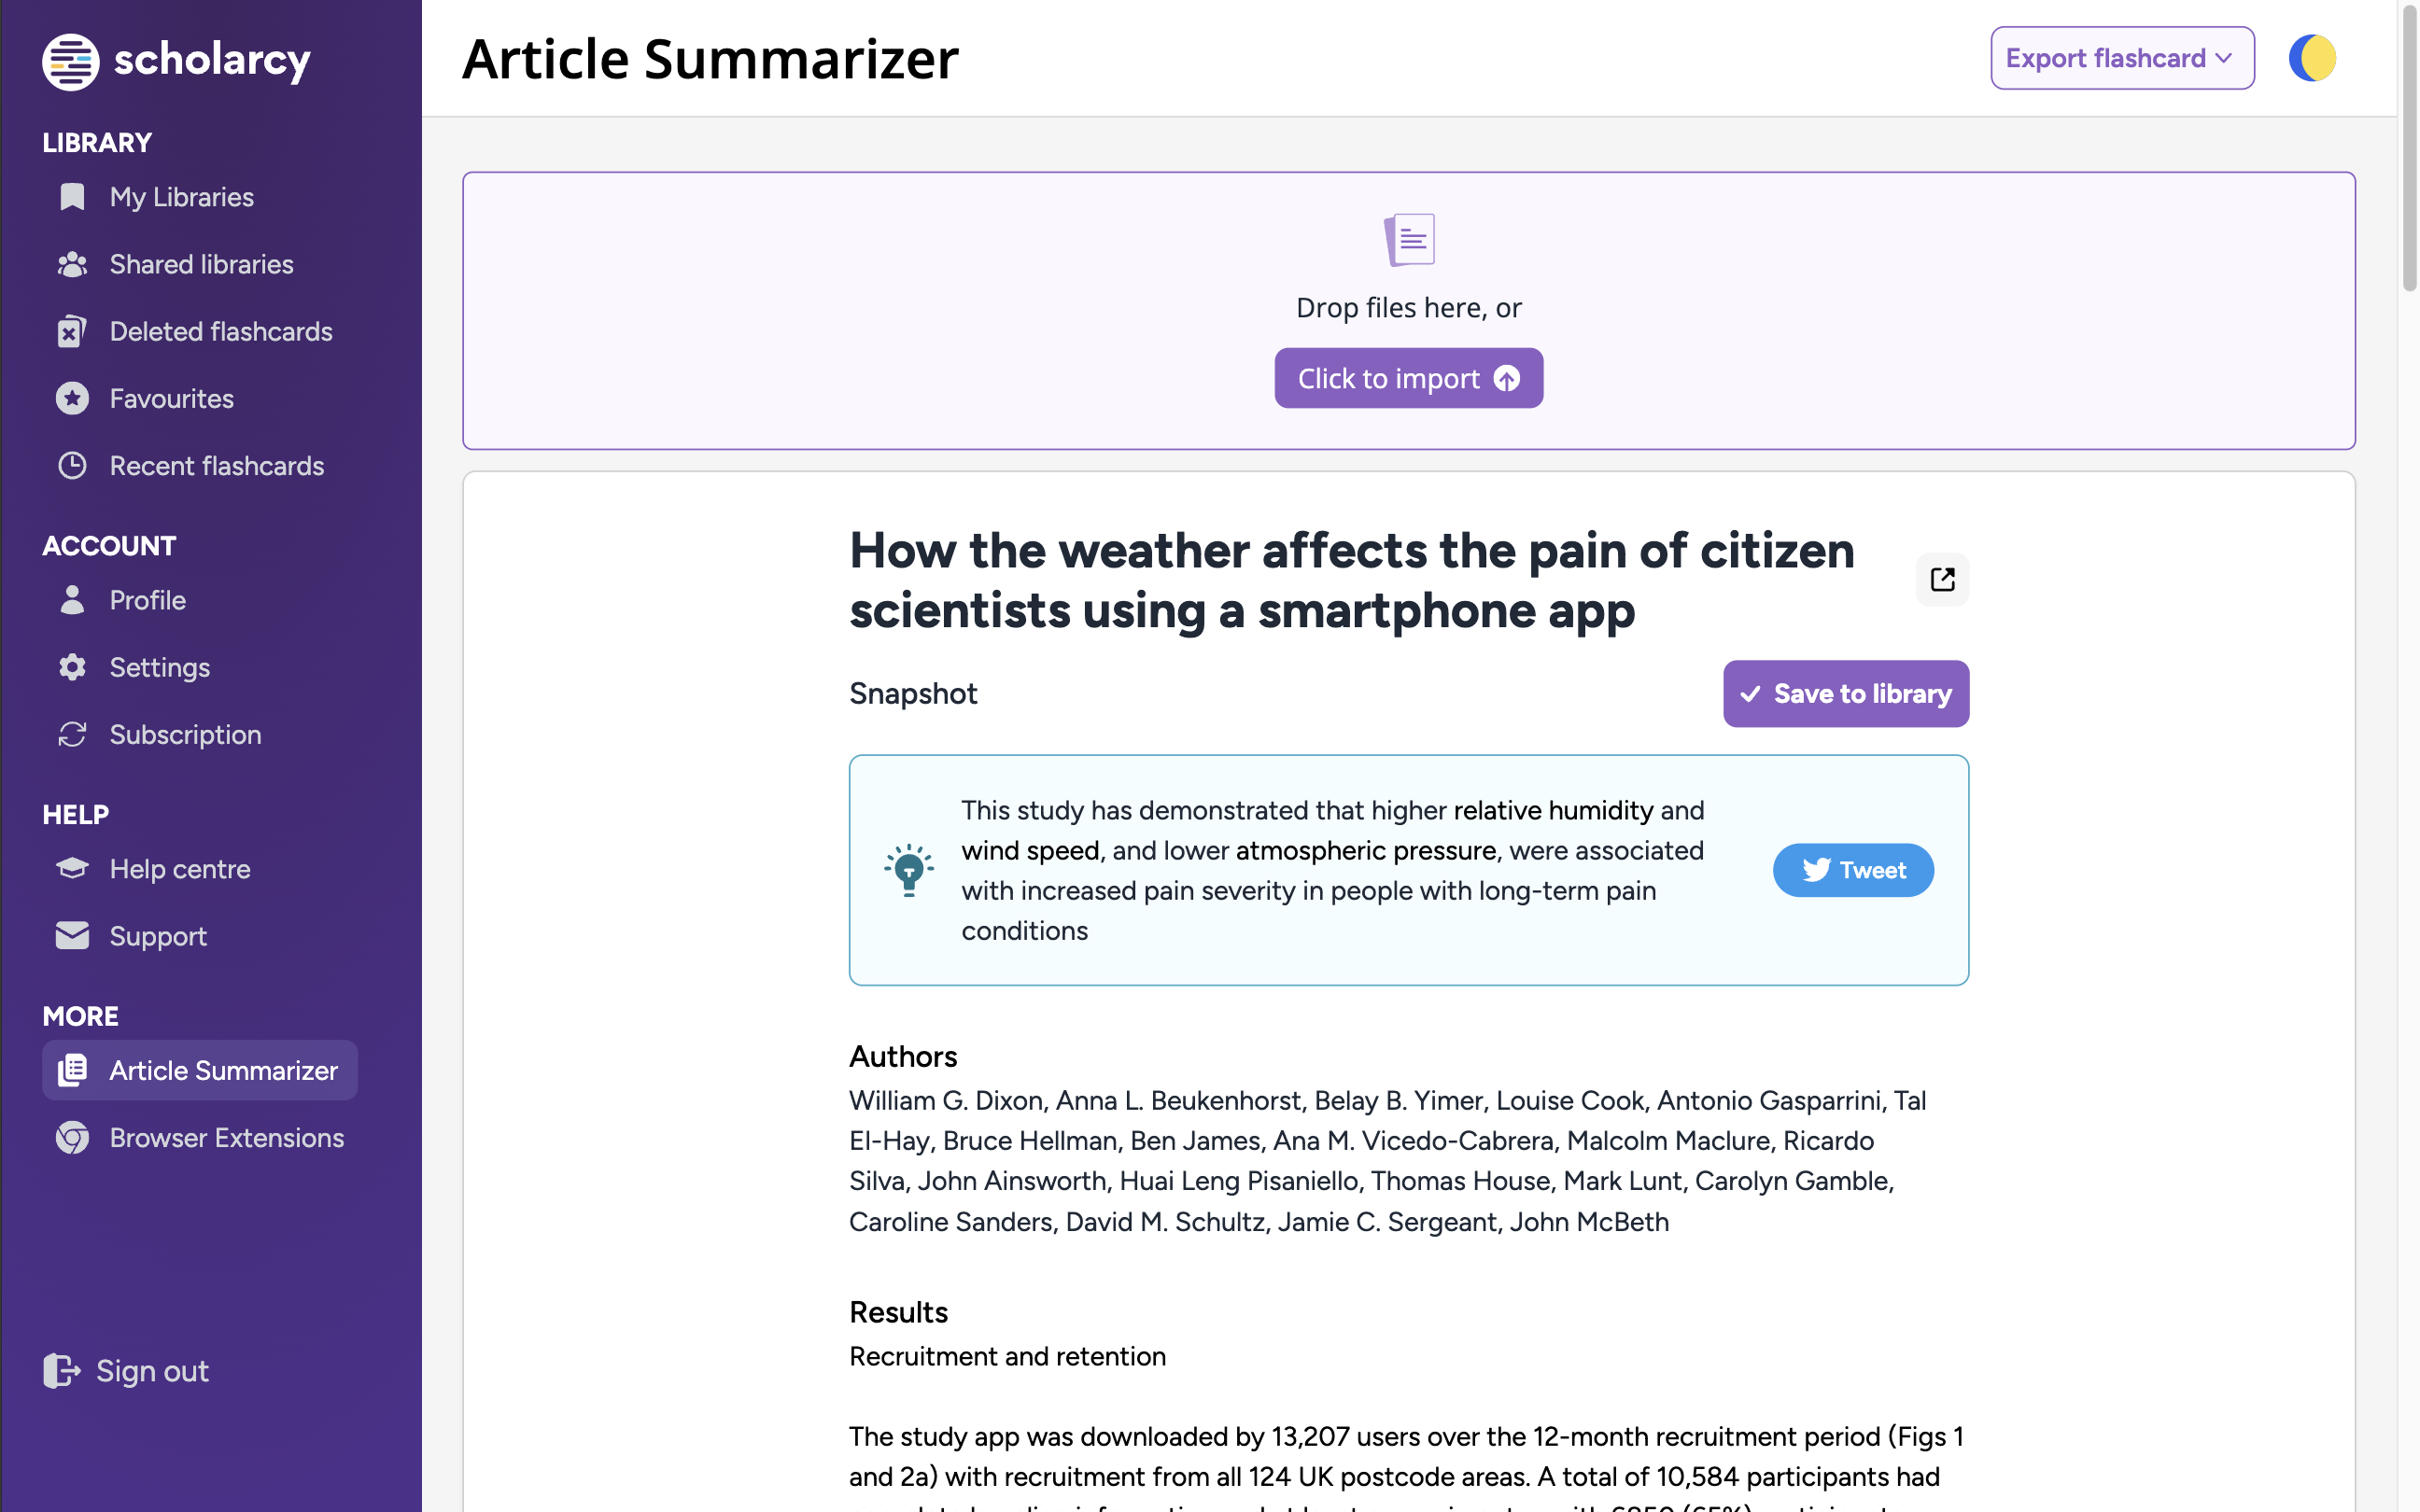 scholarcy
LIBRARY
My Libraries
Shared libraries
Deleted flashcards
Favourites
Recent flashcards
ACCOUNT
Profile
Settings
Subscription
HELP
Help centre
Support
MORE
Article Summarizer
Browser Extensions
Sign out
Article Summarizer
Export flashcard
Drop files here, or
Click to import
How the weather affects the pain of citizen
scientists using a smartphone app
Snapshot
Save to library
This study has demonstrated that higher relative humidity and
wind speed, and lower atmospheric pressure, were associated
with increased pain severity in people with long-term pain
conditions
Tweet
Authors
William G. Dixon, Anna L. Beukenhorst, Belay B. Yimer, Louise Cook, Antonio Gasparrini, Tal
El-Hay, Bruce Hellman, Ben James, Ana M. Vicedo-Cabrera, Malcolm Maclure, Ricardo
Silva, John Ainsworth, Huai Leng Pisaniello, Thomas House, Mark Lunt, Carolyn Gamble,
Caroline Sanders, David M. Schultz, Jamie C. Sergeant, John McBeth
Results
Recruitment and retention
The study app was downloaded by 13,207 users over the 12-month recruitment period (Figs 1
and 2a) with recruitment from all 124 UK postcode areas. A total of 10,584 participants had